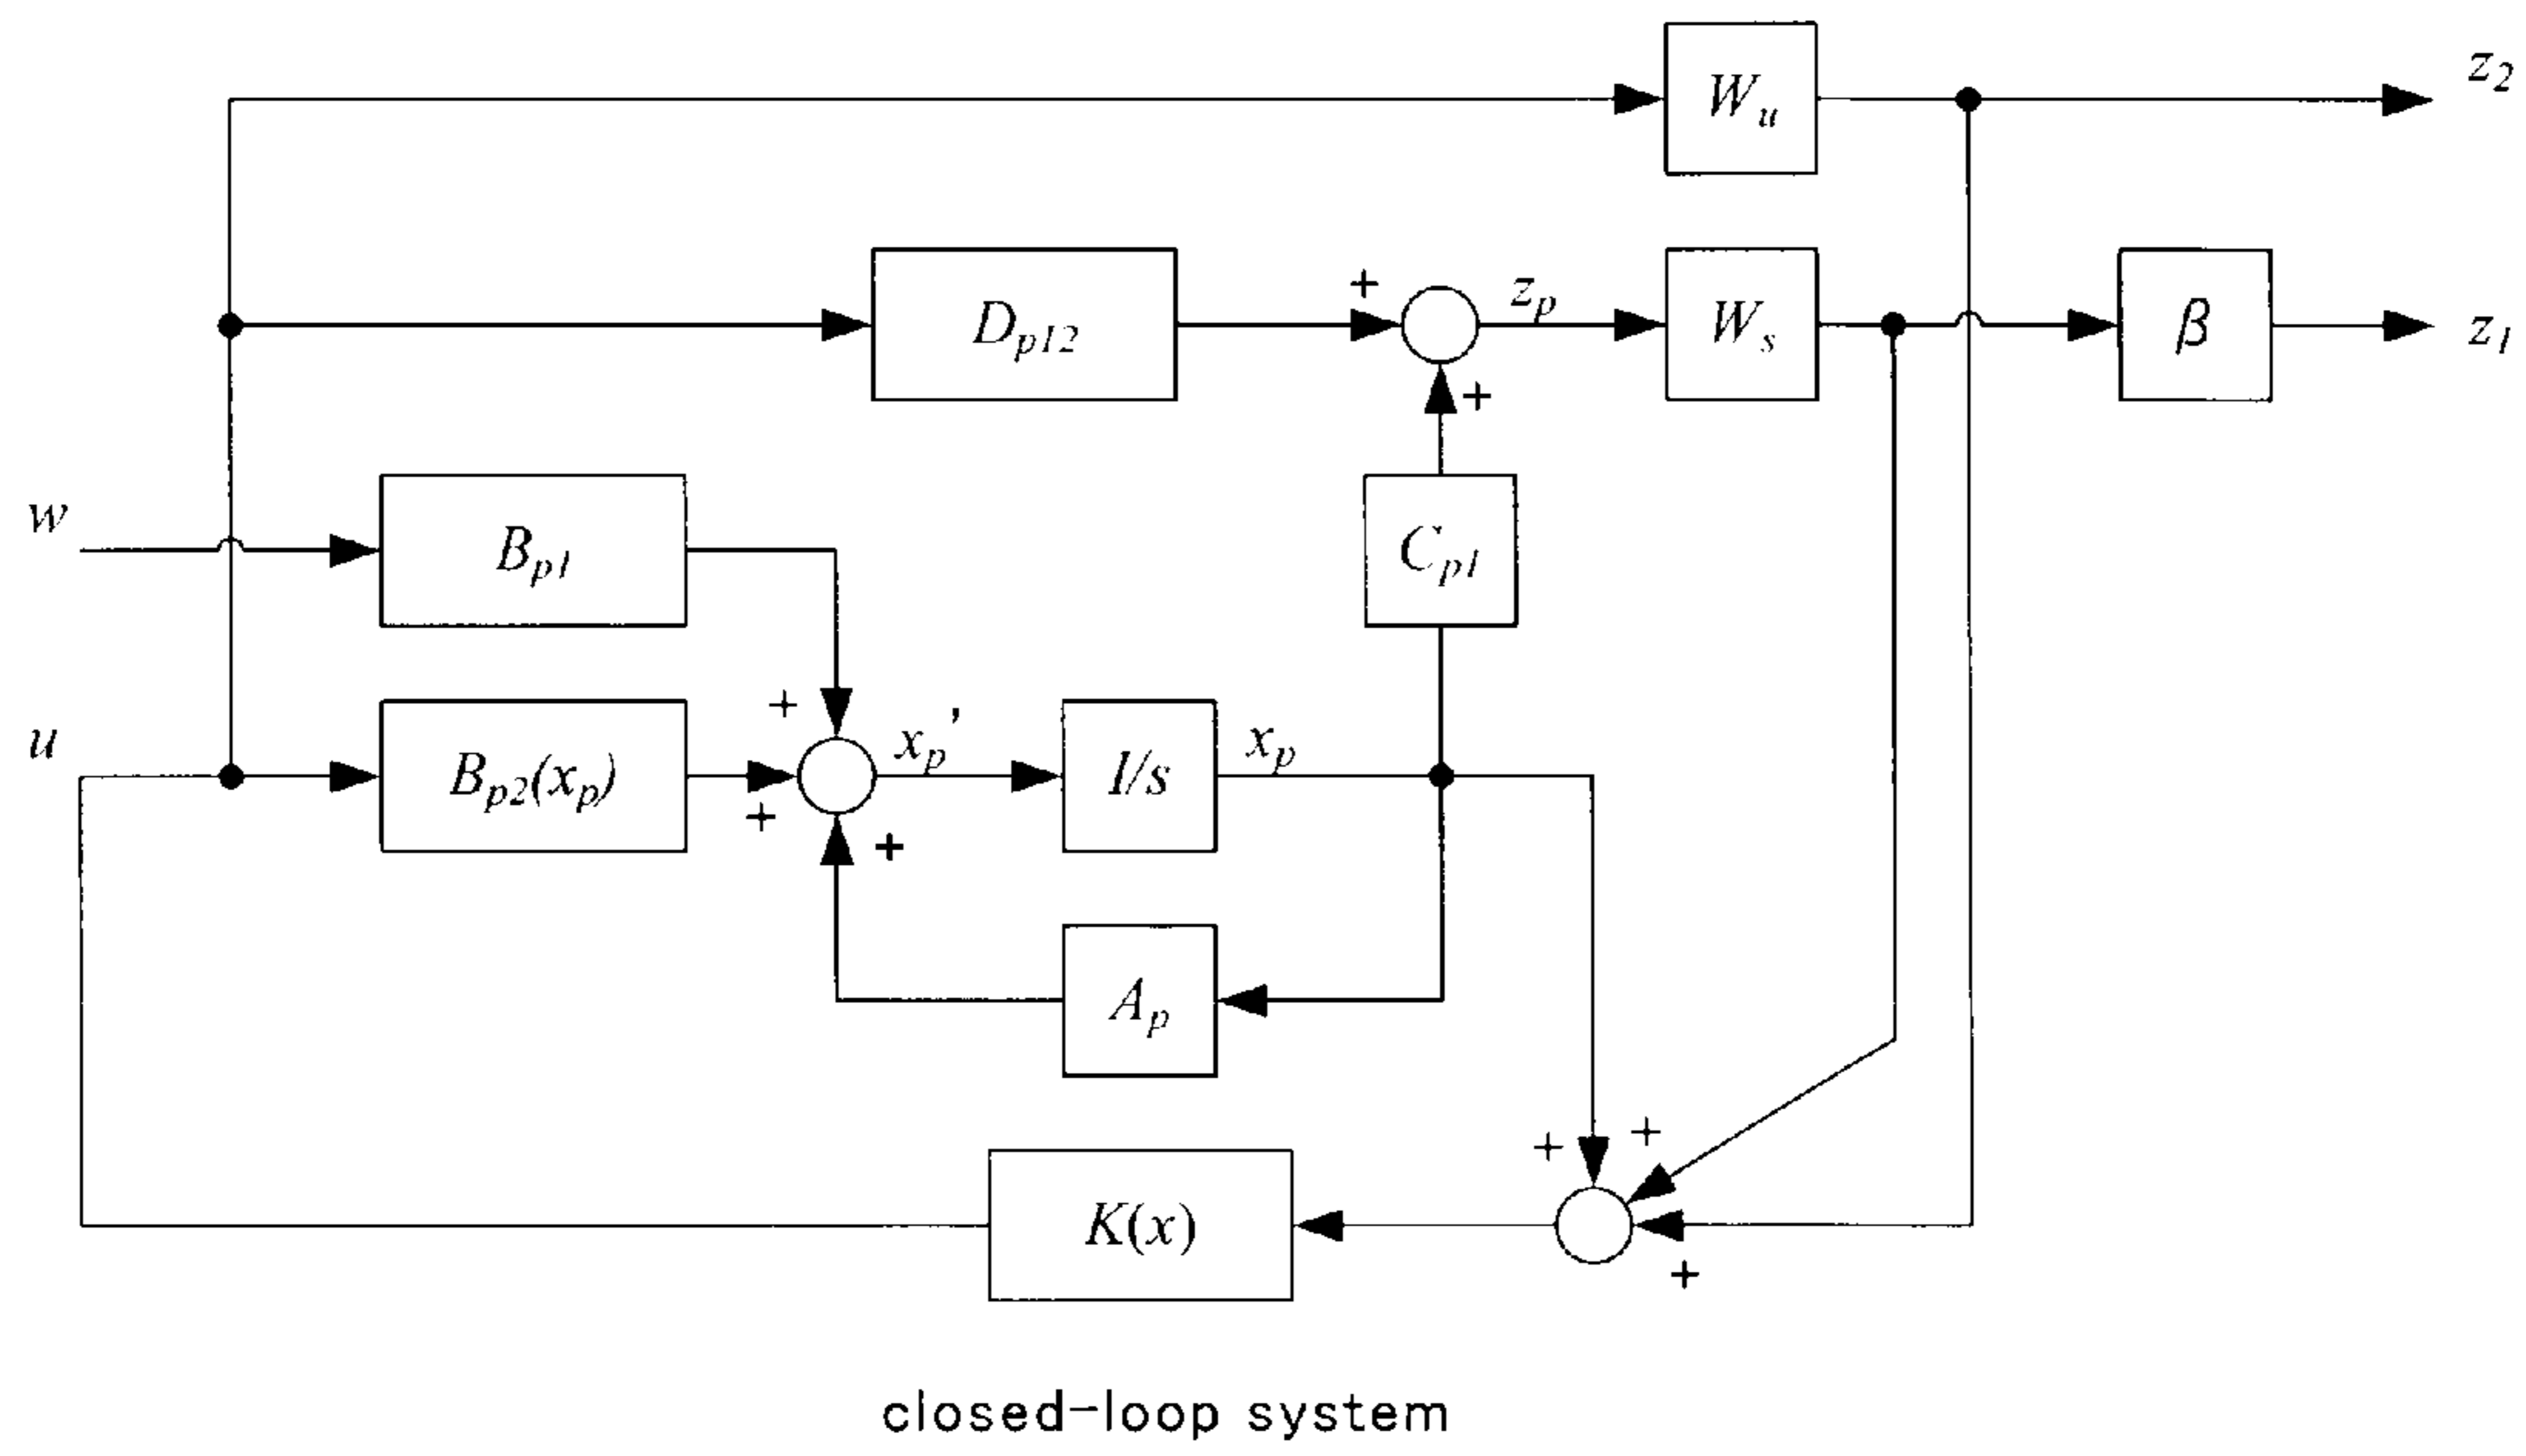 z2
Wu
+ zp
Dp12 Ws β z1
+
w
Bp1 Cp1
+
u xp' xp
Bp2(xp) I/s
+ +
Ap
+ +
K(x)
+
closed-loop system